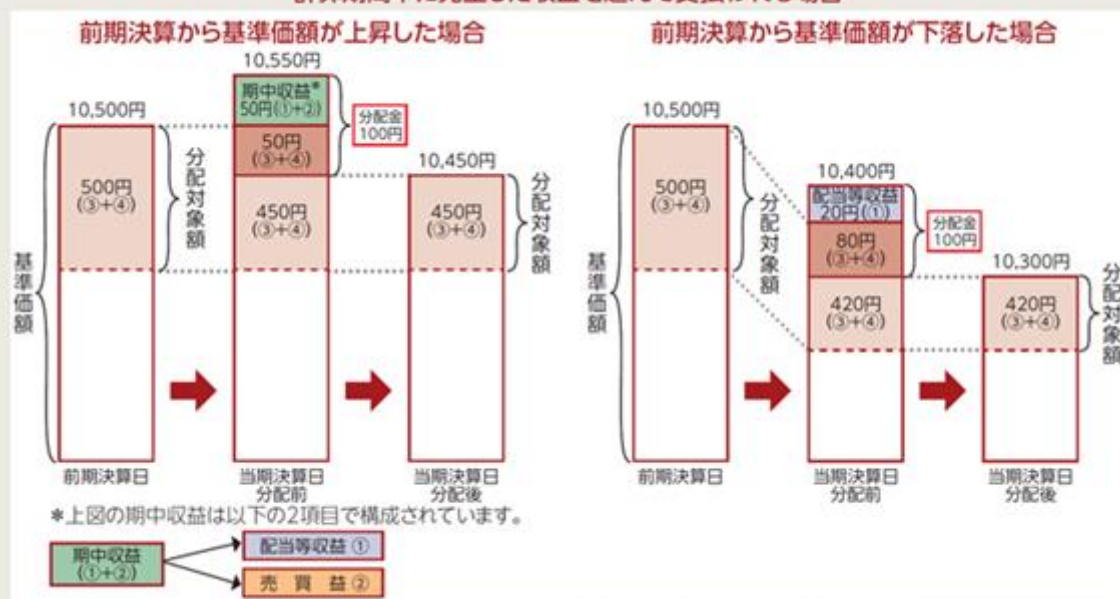 前期決算から基準価額が上昇した場合
10,500円
10,550円
期中収益*
50円(①+②)
50円
(③+④)
450円
(③+④)
500円
(③+④)
分配対象額
分配金
100円
10,450円
450円
(③+④)
分配対象額
基準価額
前期決算日
当期決算日
分配前
当期決算日
分配後
前期決算から基準価額が下落した場合
10,500円
500円
(③+④)
分配対象額
10,400円
配当等収益
20円(①)
80円
(③+④)
420円
(③+④)
分配金
100円
10,300円
420円
(③+④)
分配対象額
基準価額
前期決算日
当期決算日
分配前
当期決算日
分配後
*上図の期中収益は以下の2項目で構成されています。
期中収益
(①+②)
配当等収益 ①
売 買 益 ②